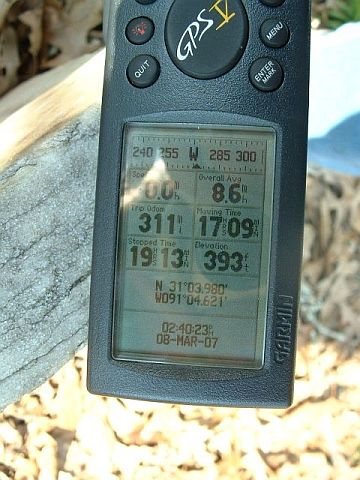 GPS V
QUIT
MENU
ENTER
MARK
240 255 W 285 300
Speed Overall Avg
0.0 8.6
Trip Odom Moving Time
311 17:09
Stopped Time Elevation
19:13 393
N 31°03.980'
W091°04.621'
02:40:23
08-MAR-07
GARMIN